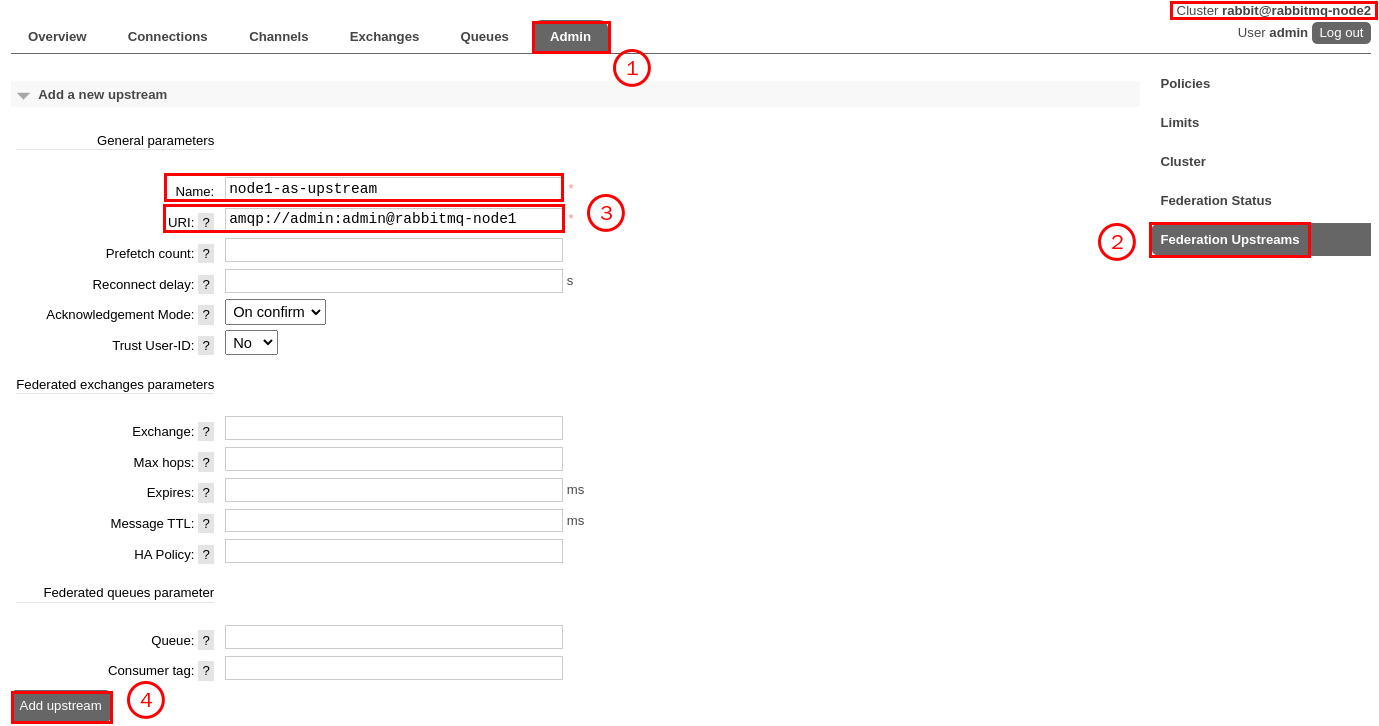 Cluster rabbit@rabbitmq-node2
Overview Connections Channels Exchanges Queues Admin
User admin Log out
1
Policies
Add a new upstream
Limits
General parameters
Cluster
Name: node1-as-upstream *
Federation Status
URI: ? amqp://admin:admin@rabbitmq-node1 *
3
2
Federation Upstreams
Prefetch count: ?
Reconnect delay: ? s
Acknowledgement Mode: ? On confirm
Trust User-ID: ? No
Federated exchanges parameters
Exchange: ?
Max hops: ?
Expires: ? ms
Message TTL: ? ms
HA Policy: ?
Federated queues parameter
Queue: ?
Consumer tag: ?
Add upstream
4